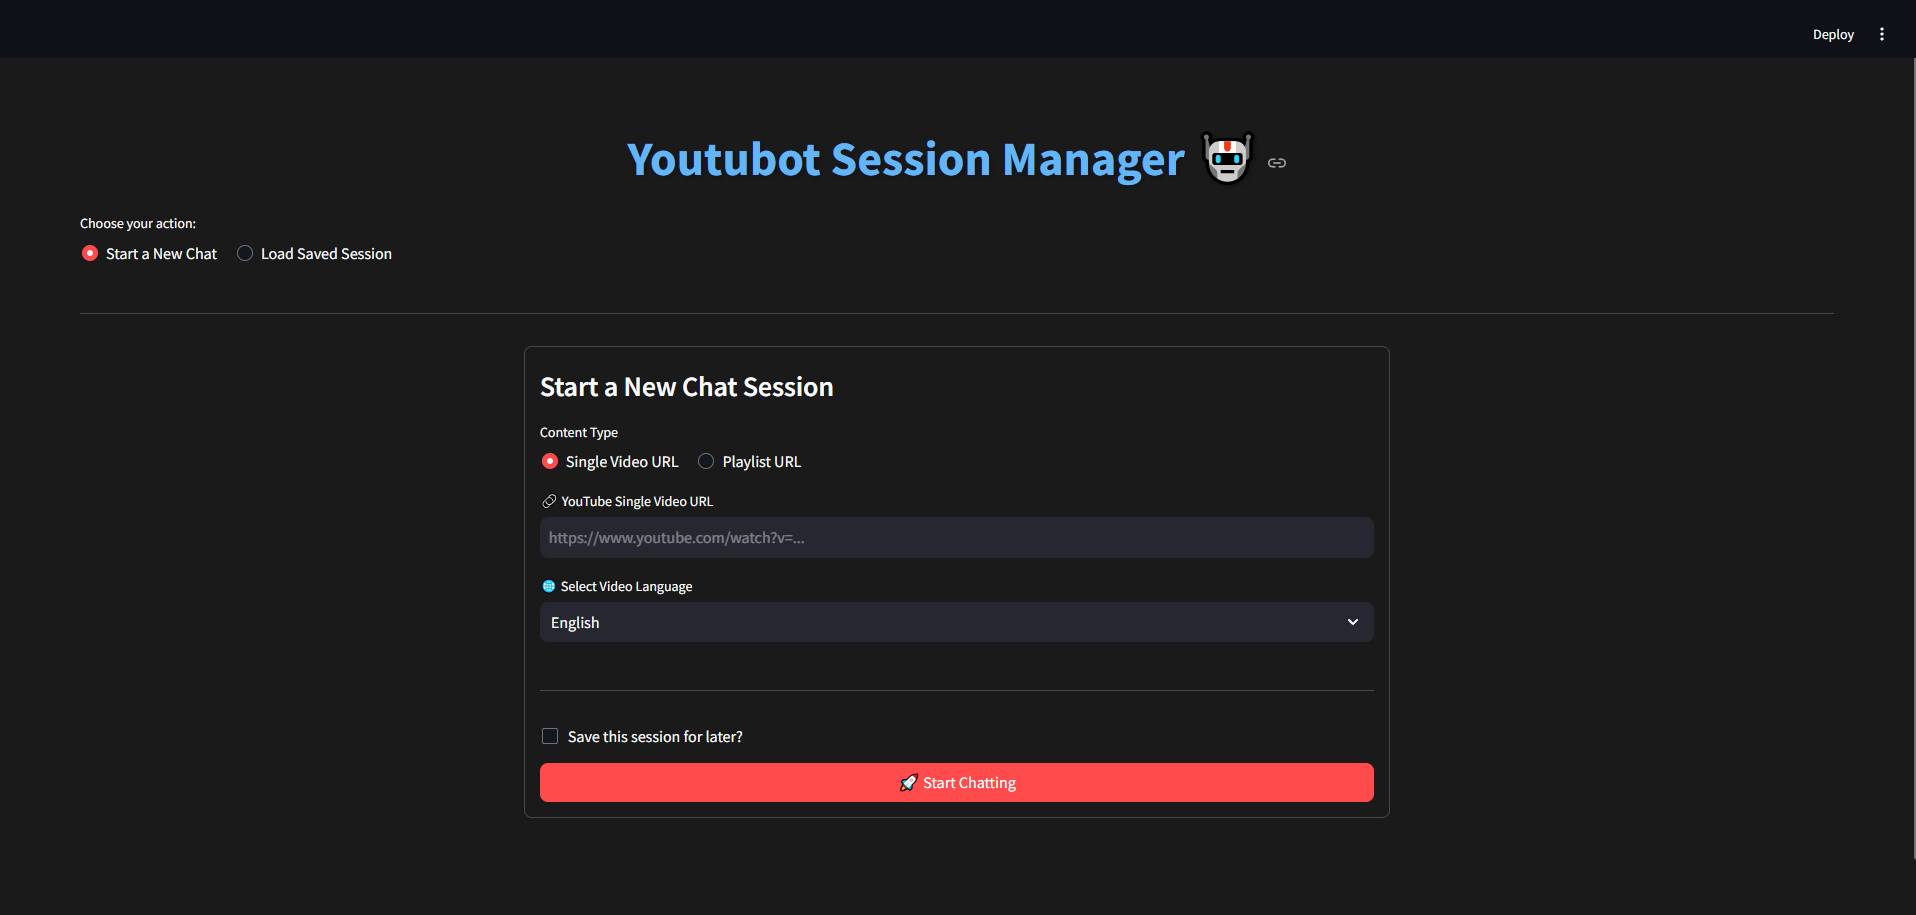 Deploy
Youtubot Session Manager
Choose your action:
Start a New Chat Load Saved Session
Start a New Chat Session
Content Type
Single Video URL Playlist URL
YouTube Single Video URL
https://www.youtube.com/watch?v=...
Select Video Language
English
Save this session for later?
Start Chatting